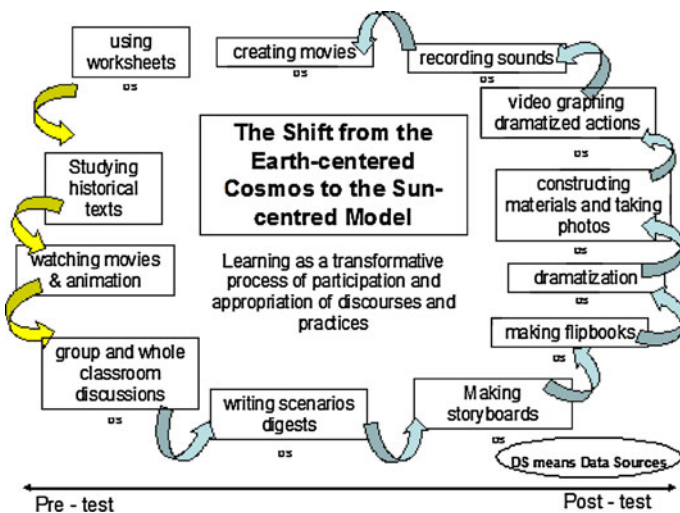 using
worksheets
DS
Studying
historical
texts
watching movies
& animation
group and whole
classroom
discussions
DS
writing scenarios
digests
DS
Making
storyboards
DS
making flipbooks
DS
dramatization
DS
constructing
materials and taking
photos
DS
video graphing
dramatized actions
DS
recording sounds
DS
creating movies
DS
The Shift from the
Earth-centered
Cosmos to the Sun-
centred Model
Learning as a transformative
process of participation and
appropriation of discourses and
practices
DS means Data Sources
Pre - test
Post - test